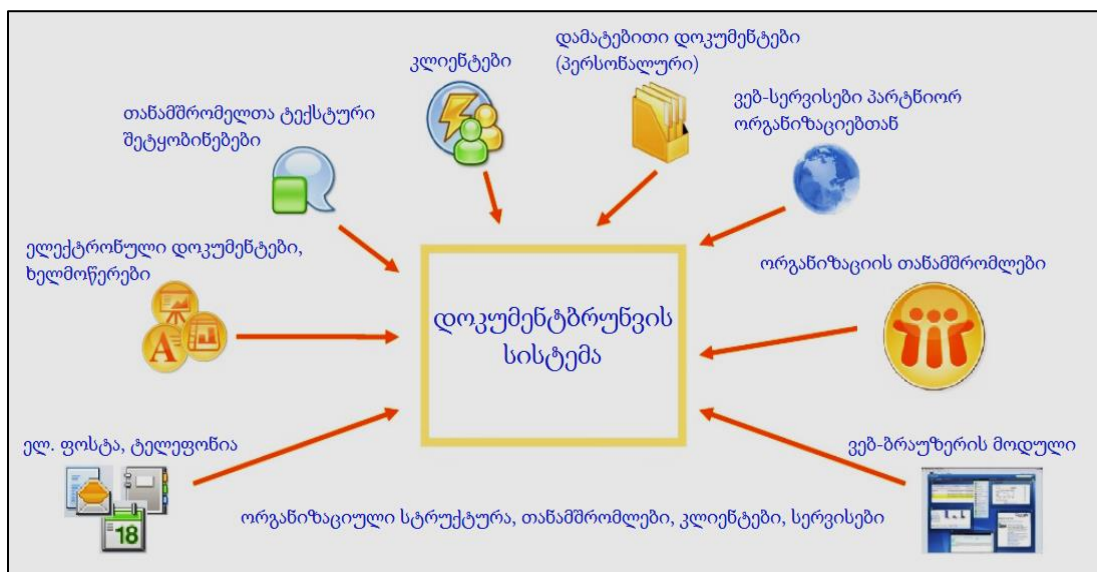 კლიენტები
დამატებითი დოკუმენტები
(პერსონალური)
ვებ-სერვისები პარტნიორ
ორგანიზაციებთან
თანამშრომელთა ტექსტური
შეტყობინებები
ელექტრონული დოკუმენტები,
ხელმოწერები
ორგანიზაციის თანამშრომლები
დოკუმენტბრუნვის
სისტემა
A
ელ. ფოსტა, ტელეფონია
ვებ-ბრაუზერის მოდული
18
ორგანიზაციული სტრუქტურა, თანამშრომლები, კლიენტები, სერვისები